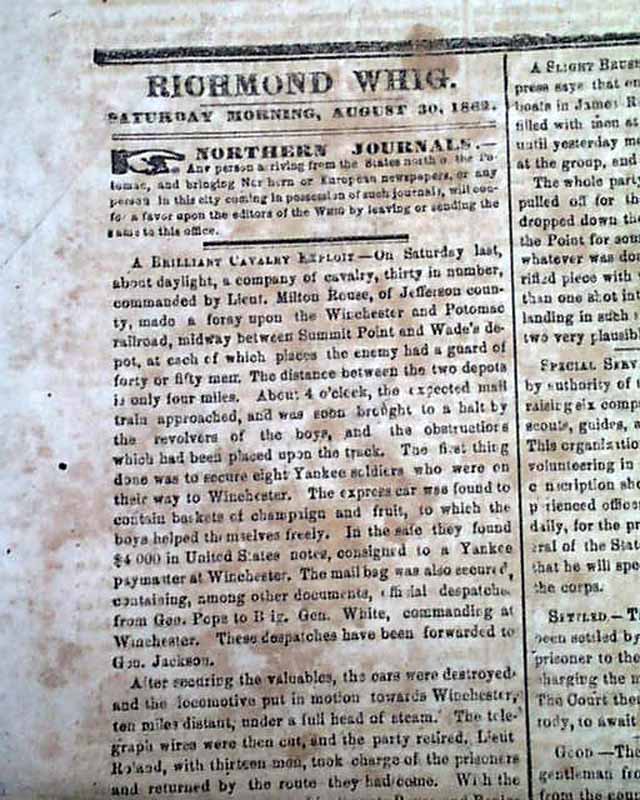 RICHMOND WHIG.
SATURDAY MORNING, AUGUST 30, 1862.
NORTHERN JOURNALS.—
Any person arriving from the States north of the Po-
tomac, and bringing Northern or European newspapers, or any
person in this city coming in possession of such journals, will con-
fer a favor upon the editors of the WHIG by leaving or sending the
same to this office.
A BRILLIANT CAVALRY EXPLOIT—On Saturday last,
about daylight, a company of cavalry, thirty in number,
commanded by Lieut. Milton Rouse, of Jefferson coun-
ty, made a foray upon the Winchester and Potomac
railroad, midway between Summit Point and Wade's de-
pot, at each of which places the enemy had a guard of
forty or fifty men. The distance between the two depots
is only four miles. About 4 o'clock, the expected mail
train approached, and was soon brought to a halt by
the revolvers of the boys, and the obstructions
which had been placed upon the track. The first thing
done was to secure eight Yankee soldiers who were on
their way to Winchester. The express car was found to
contain baskets of champaign and fruit, to which the
boys helped themselves freely. In the safe they found
$4 000 in United States notes, consigned to a Yankee
paymaster at Winchester. The mail bag was also secured,
containing, among other documents, official despatches
from Gen. Pope to Brig. Gen. White, commanding at
Winchester. These despatches have been forwarded to
Gen. Jackson.
After securing the valuables, the cars were destroyed
and the locomotive put in motion towards Winchester,
ten miles distant, under a full head of steam. The tele-
graph wires were then cut, and the party retired. Lieut
Roland, with thirteen men, took charge of the prisoners
and returned by the route they had come. With the
A SLIGHT BRUSH
press says that on
boats in James R
filled with men at
until yesterday mo
at the group, and
The whole party
pulled off for th
dropped down th
the Point for som
whatever was don
rifled piece with
than one shot in
landing in such
two very plausibl
SPECIAL SERV
by authority of
raising six comp
scouts, guides, a
This organization
volunteering in
conscription sho
perienced office
daily, for the pr
eral of the Stat
that he will spe
the corps.
SETTLED.—T
been settled by
prisoner to the
charging the m
The Court the
tody, to await
GOOD—The
gentleman fro
from the coun